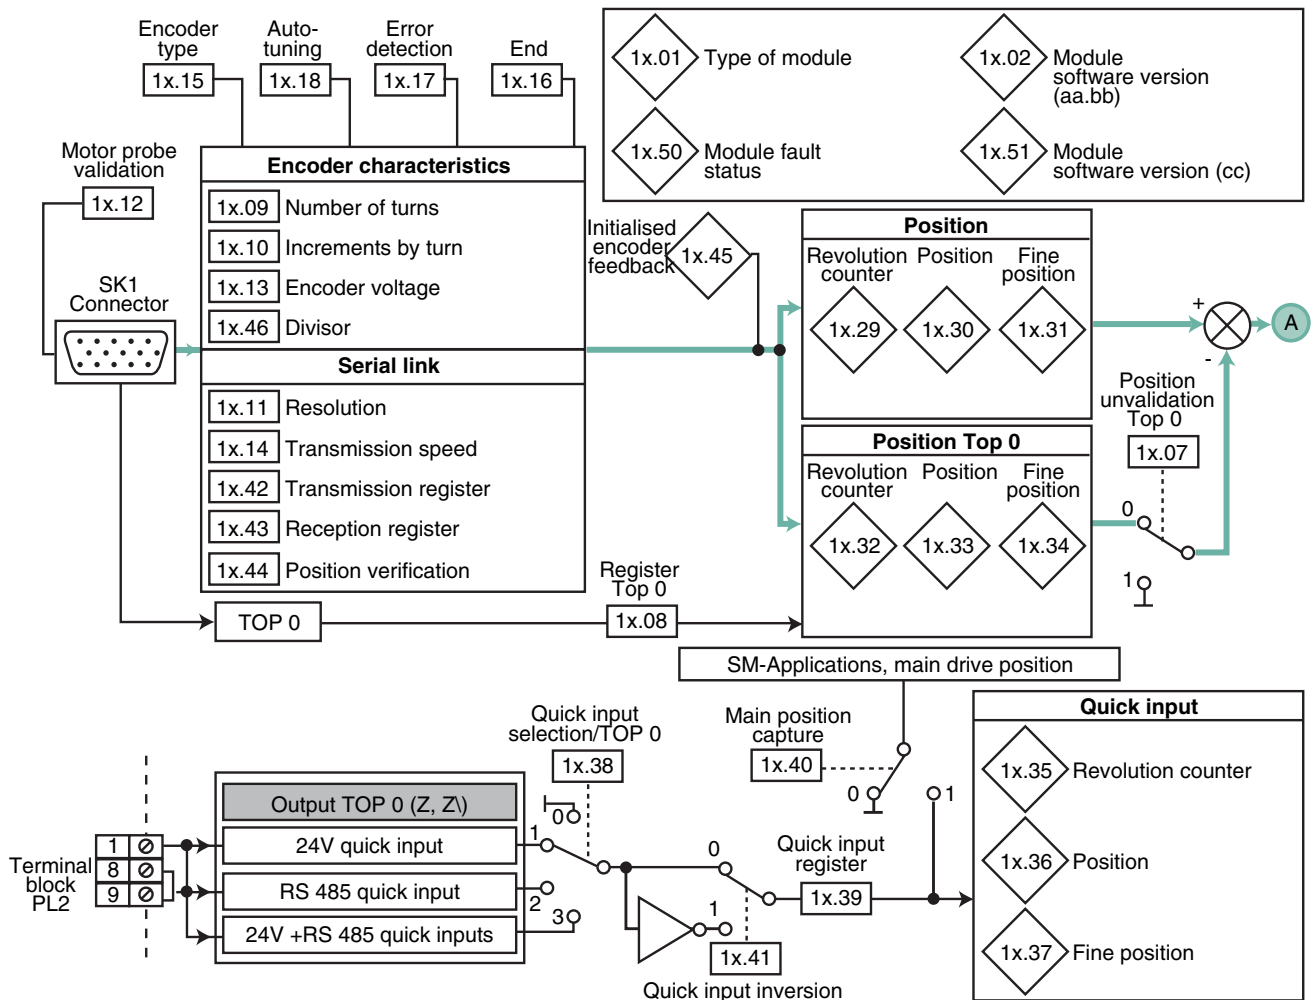 Encoder
type
1x.15
Auto-
tuning
1x.18
Error
detection
1x.17
End
1x.16
1x.01
Type of module
1x.02
Module
software version
(aa.bb)
1x.50
Module fault
status
1x.51
Module
software version (cc)
Motor probe
validation
1x.12
SK1
Connector
Encoder characteristics
1x.09 Number of turns
1x.10 Increments by turn
1x.13 Encoder voltage
1x.46 Divisor
Serial link
1x.11 Resolution
1x.14 Transmission speed
1x.42 Transmission register
1x.43 Reception register
1x.44 Position verification
Initialised
encoder
feedback
1x.45
Position
Revolution
counter
Position
Fine
position
1x.29
1x.30
1x.31
+
-
A
Position
unvalidation
Top 0
1x.07
0
1
Position Top 0
Revolution
counter
Position
Fine
position
1x.32
1x.33
1x.34
TOP 0
Register
Top 0
1x.08
SM-Applications, main drive position
Main position
capture
1x.40
0
1
Quick input
selection/TOP 0
1x.38
Terminal
block
PL2
1
8
9
Output TOP 0 (Z, Z\)
24V quick input
RS 485 quick input
24V +RS 485 quick inputs
0
1
2
3
0
1
1x.41
Quick input inversion
Quick input
register
1x.39
Quick input
1x.35 Revolution counter
1x.36 Position
1x.37 Fine position